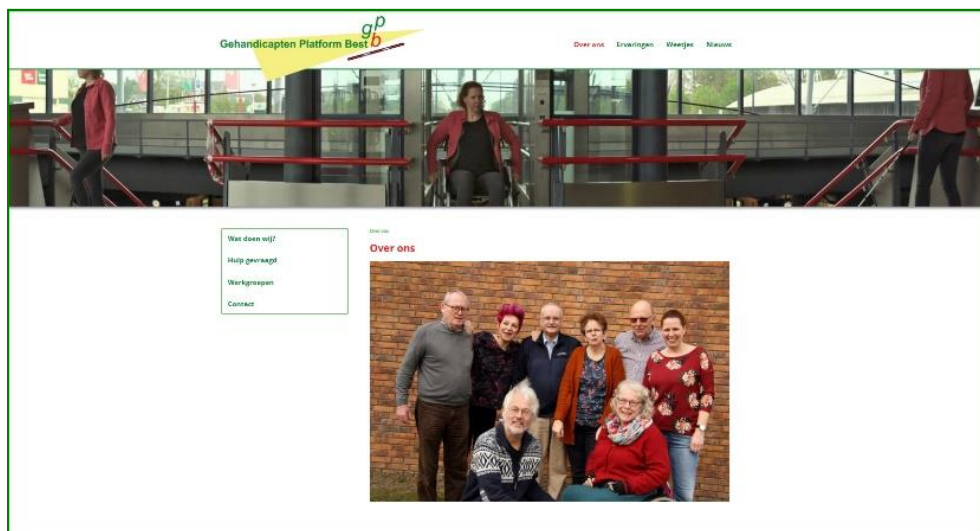 gp
Gehandicapten Platform Best b
Over ons Ervaringen Weetjes Nieuws
Wat doen wij?
Hulp gevraagd
Werkgroepen
Contact
Over ons
Over ons